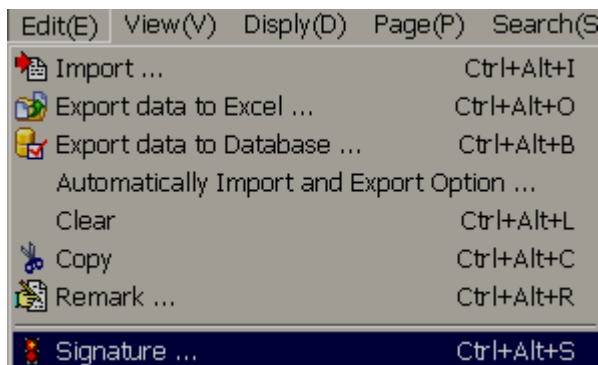 Edit(E) View(V) Disply(D) Page(P) Search(S
Import ... Ctrl+Alt+I
Export data to Excel ... Ctrl+Alt+O
Export data to Database ... Ctrl+Alt+B
Automatically Import and Export Option ...
Clear Ctrl+Alt+L
Copy Ctrl+Alt+C
Remark ... Ctrl+Alt+R
Signature ... Ctrl+Alt+S